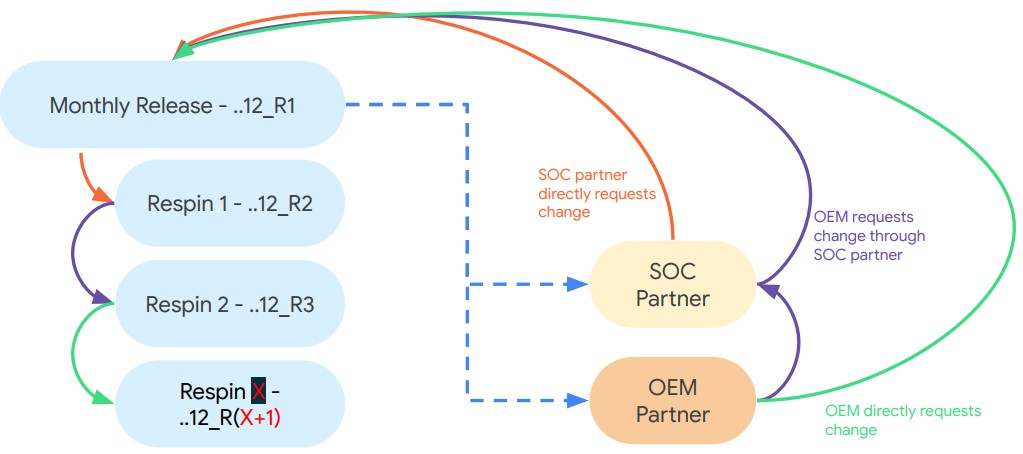 Monthly Release - ..12_R1
Respin 1 - ..12_R2
Respin 2 - ..12_R3
Respin X -
..12_R(X+1)
SOC partner
directly requests
change
SOC
Partner
OEM requests
change through
SOC partner
OEM
Partner
OEM directly requests
change